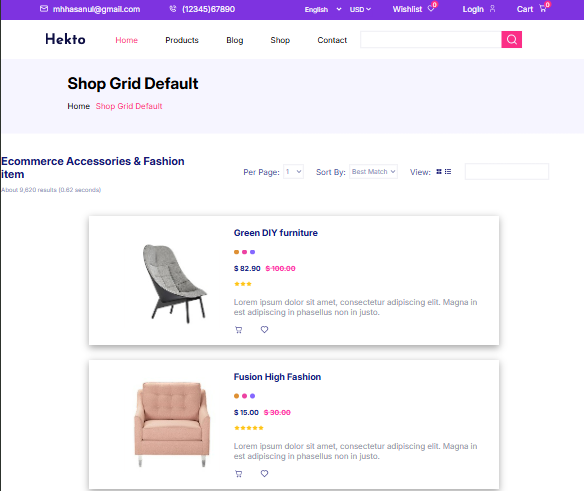 mhhasanul@gmail.com (12345)67890 English USD Wishlist 0 LogIn Cart 0
Hekto Home Products Blog Shop Contact
Shop Grid Default
Home Shop Grid Default
Ecommerce Accessories & Fashion
item
Per Page: 1 Sort By: Best Match View:
About 9,620 results (0.62 seconds)
Green DIY furniture
$ 82.90 $ 100.00
Lorem ipsum dolor sit amet, consectetur adipiscing elit. Magna in
est adipiscing in phasellus non in justo.
Fusion High Fashion
$ 15.00 $ 30.00
Lorem ipsum dolor sit amet, consectetur adipiscing elit. Magna in
est adipiscing in phasellus non in justo.